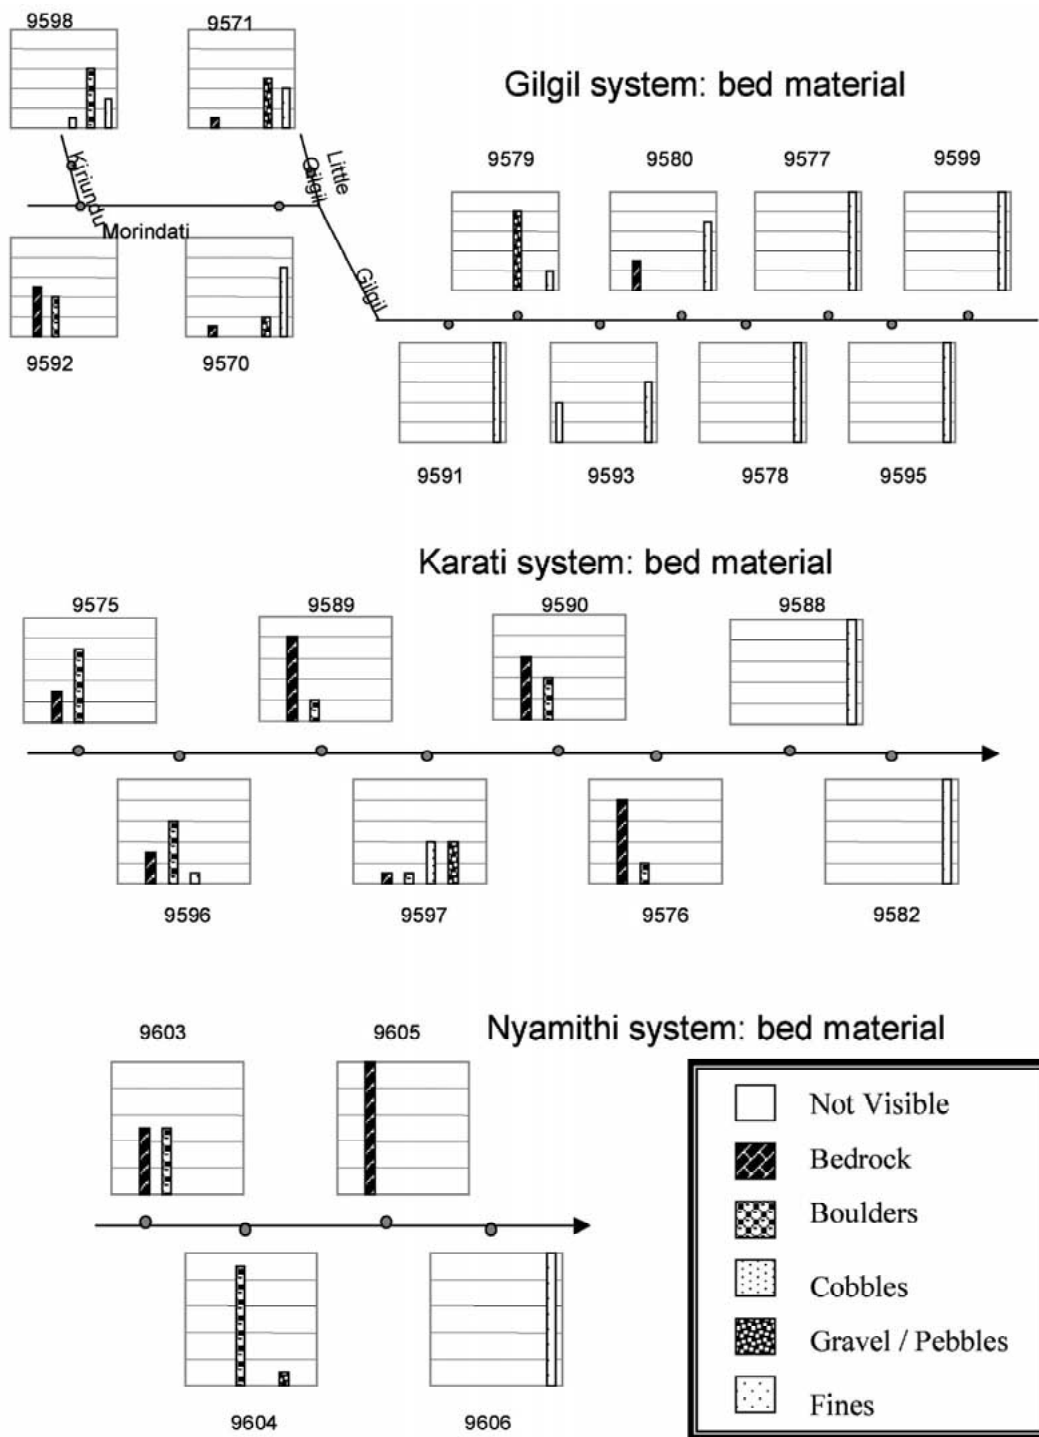 9598
9571
Gilgil system: bed material
9579
9580
9577
9599
Kiriundu
Little
Gilgil
Morindati
Gilgil
9592
9570
9591
9593
9578
9595
Karati system: bed material
9575
9589
9590
9588
9596
9597
9576
9582
Nyamithi system: bed material
9603
9605
Not Visible
Bedrock
Boulders
Cobbles
Gravel / Pebbles
Fines
9604
9606